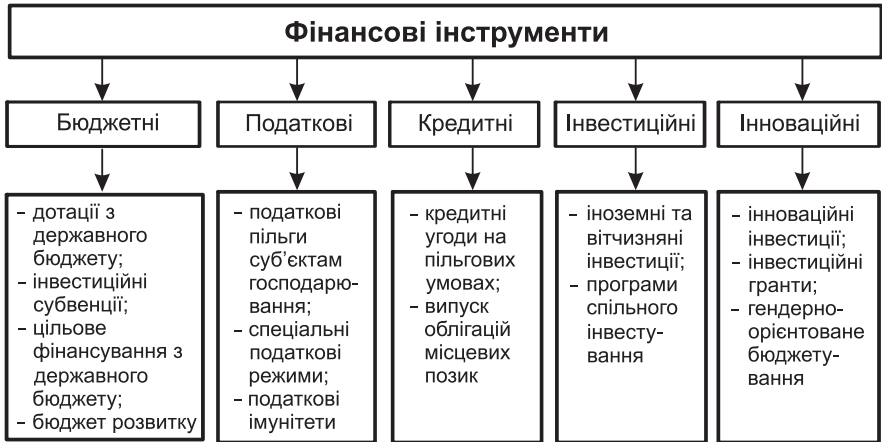 Фінансові інструменти
Бюджетні
Податкові
Кредитні
Інвестиційні
Інноваційні
– дотації з
державного
бюджету;
– інвестиційні
субвенції;
– цільове
фінансування з
державного
бюджету;
– бюджет розвитку
– податкові
пільги
суб’єктам
господарю-
вання;
– спеціальні
податкові
режими;
– податкові
імунітети
– кредитні
угоди на
пільгових
умовах;
– випуск
облігацій
місцевих
позик
– іноземні та
вітчизняні
інвестиції;
– програми
спільного
інвесту-
вання
– інноваційні
інвестиції;
– інвестиційні
гранти;
– гендерно-
орієнтоване
бюджету-
вання